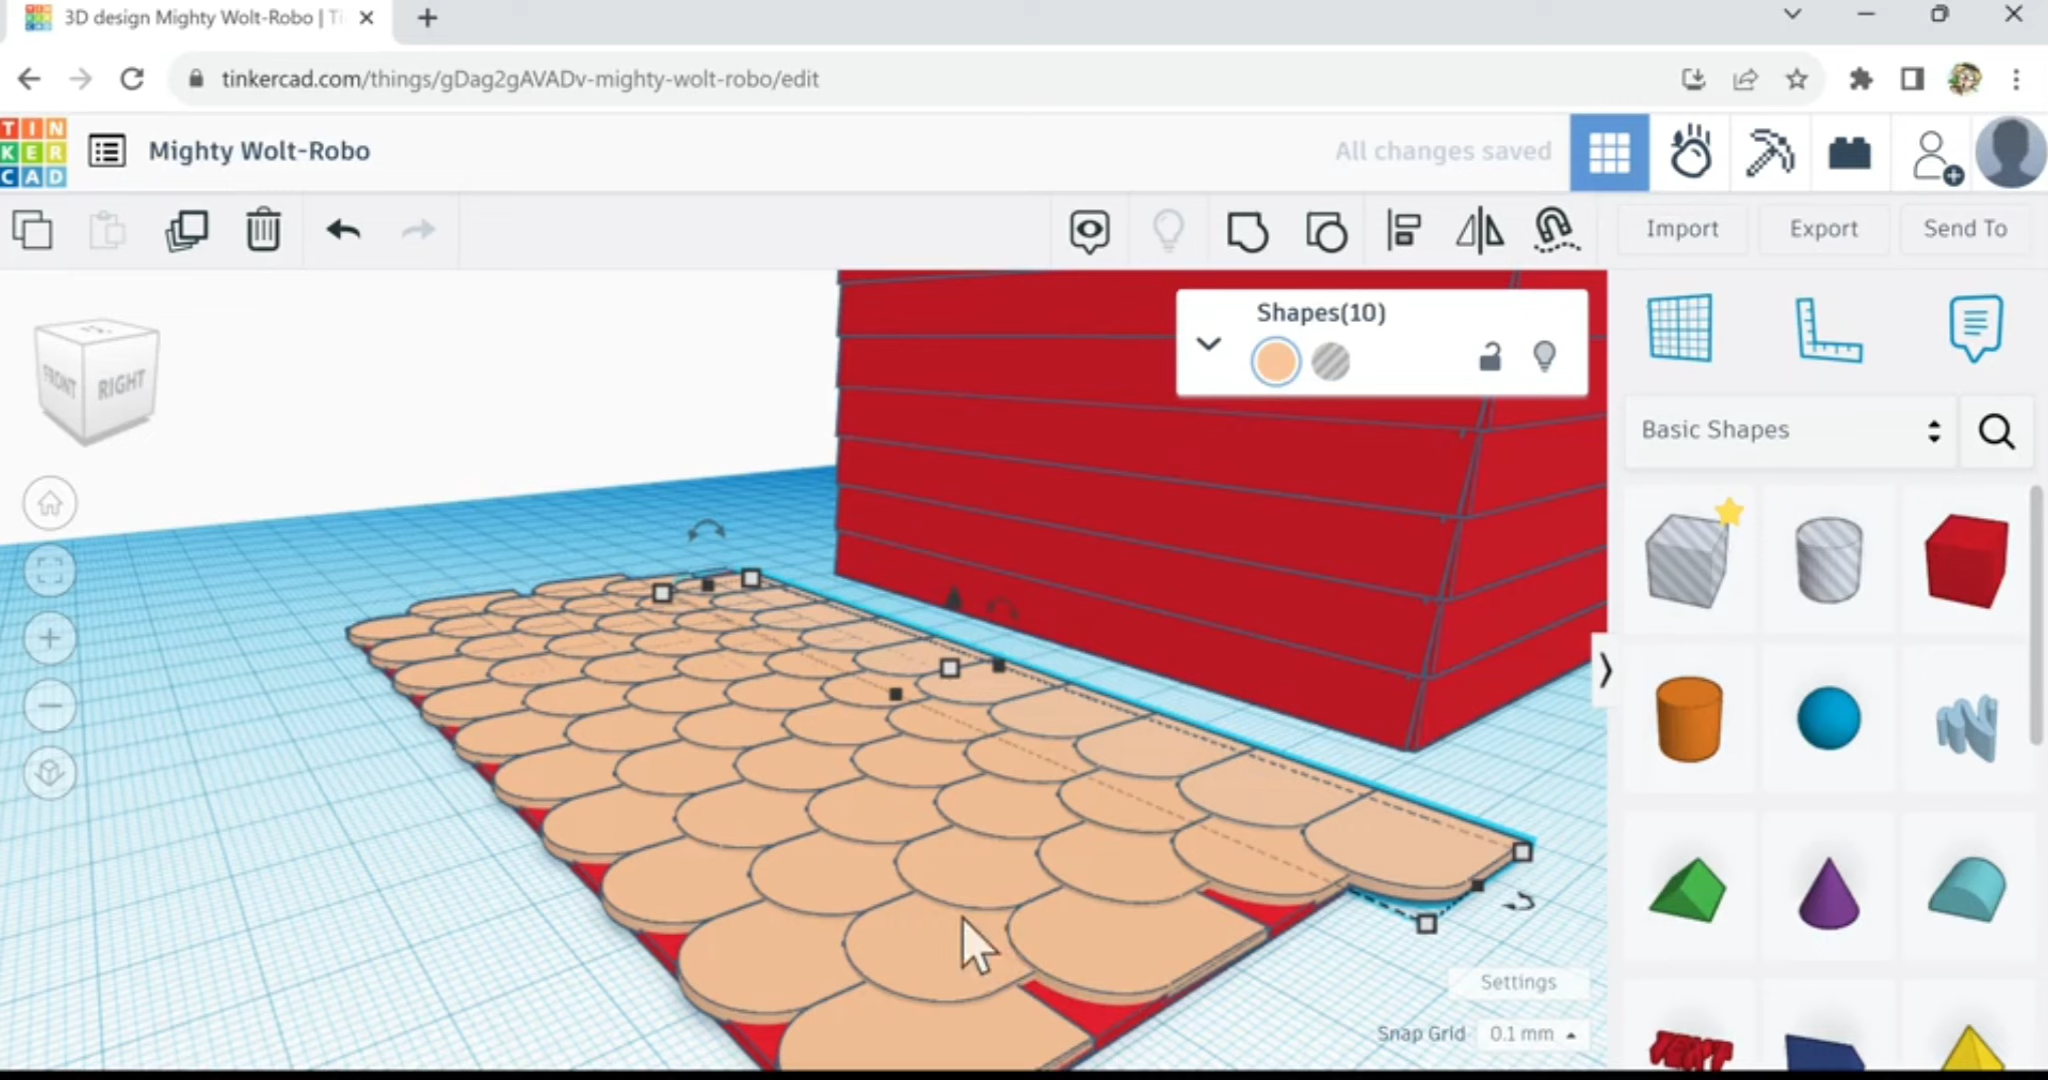 3D design Mighty Wolt-Robo | Ti
tinkercad.com/things/gDag2gAVADv-mighty-wolt-robo/edit
TIN
KER
CAD
Mighty Wolt-Robo
All changes saved
Import
Export
Send To
Shapes(10)
FRONT
RIGHT
Basic Shapes
TEXT
Settings
Snap Grid
0.1 mm